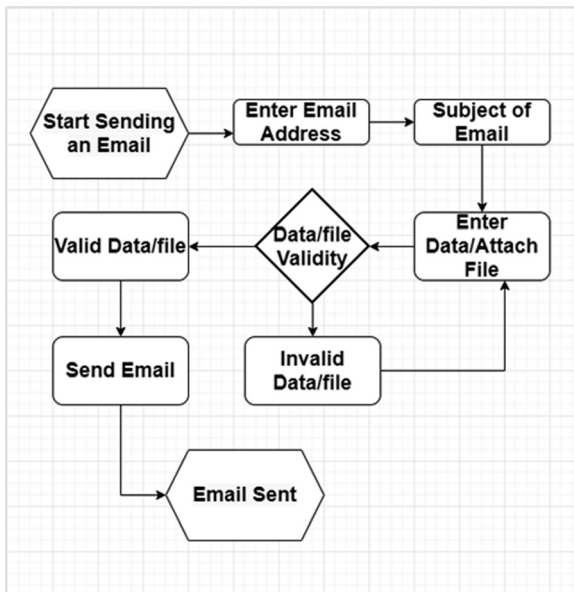 Start Sending
an Email
Enter Email
Address
Subject of
Email
Enter
Data/Attach
File
Data/file
Validity
Valid Data/file
Invalid
Data/file
Send Email
Email Sent